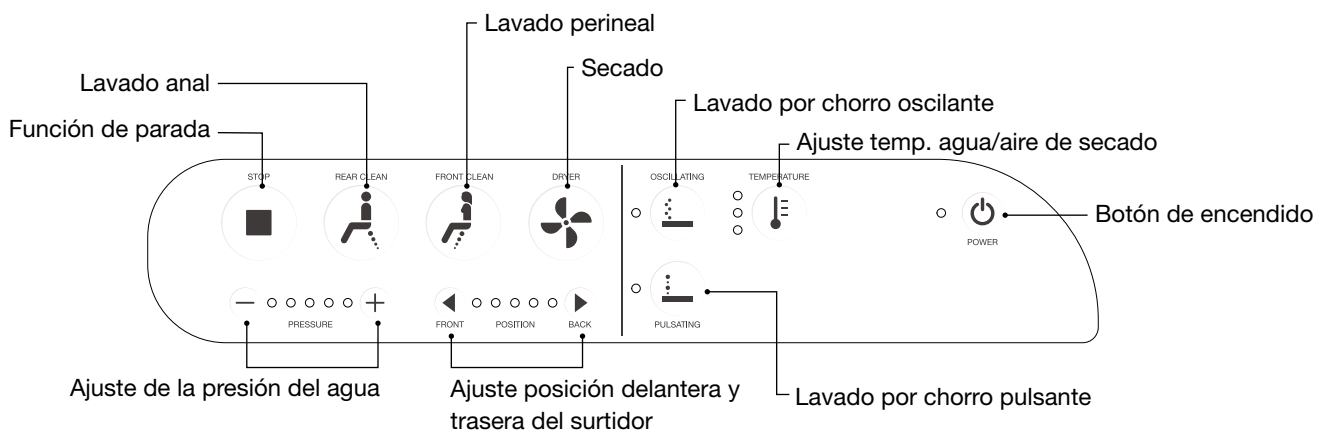 Lavado perineal
Secado
Lavado anal
Lavado por chorro oscilante
Función de parada
Ajuste temp. agua/aire de secado
STOP
REAR CLEAN
FRONT CLEAN
DRYER
OSCILLATING
TEMPERATURE
Botón de encendido
POWER
PRESSURE
FRONT
POSITION
BACK
PULSATING
Ajuste de la presión del agua
Ajuste posición delantera y
trasera del surtidor
Lavado por chorro pulsante